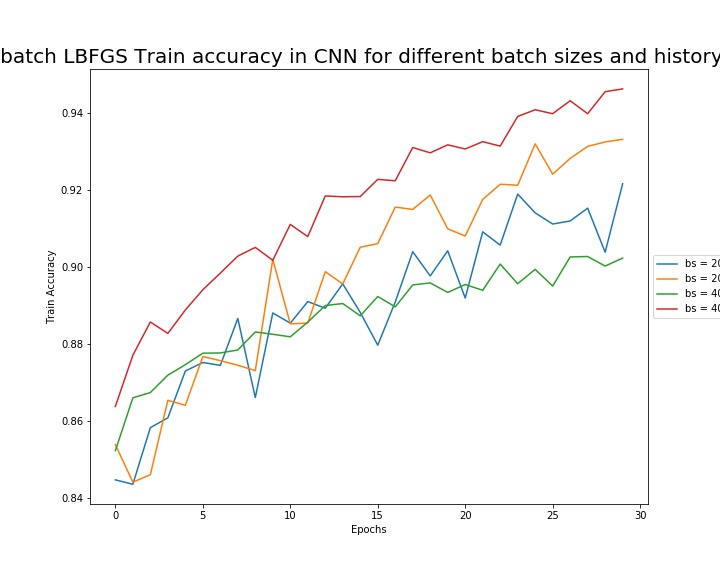 batch LBFGS Train accuracy in CNN for different batch sizes and history
0.94
0.92
0.90
0.88
0.86
0.84
Train Accuracy
0 5 10 15 20 25 30
Epochs
bs = 20
bs = 20
bs = 40
bs = 40